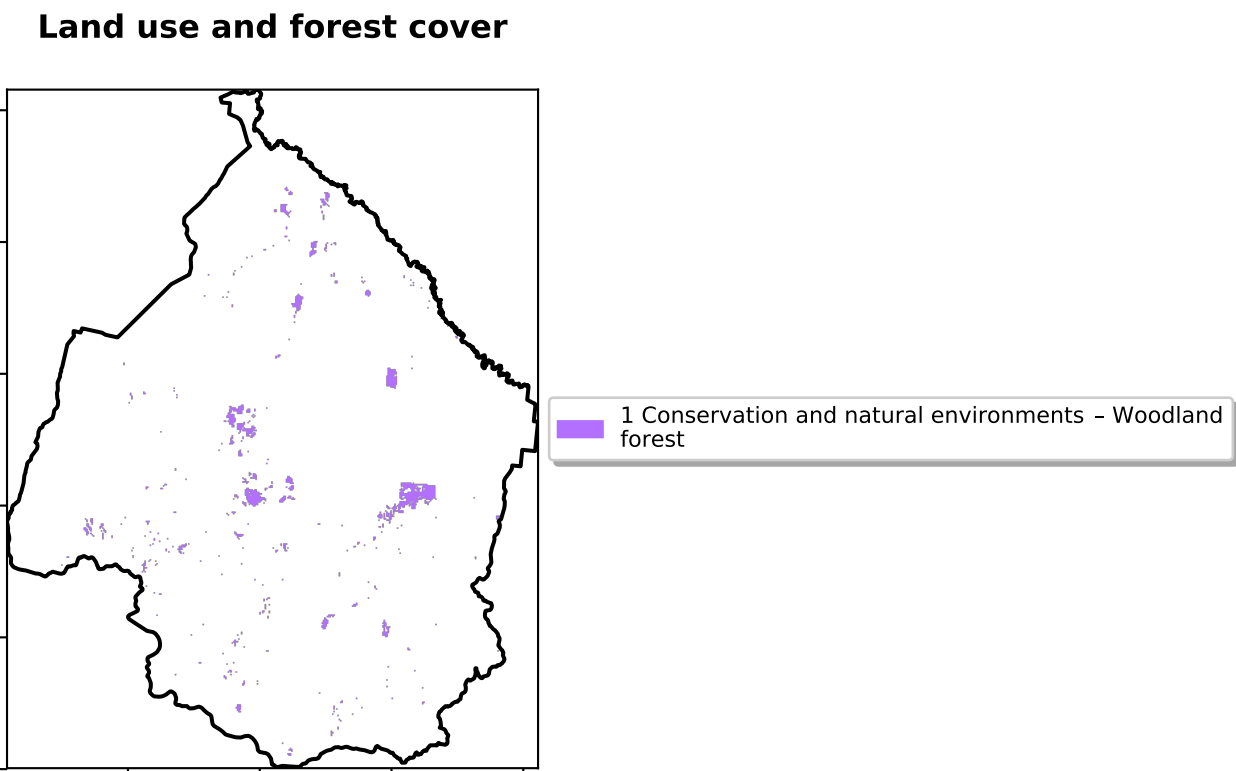 Land use and forest cover
1 Conservation and natural environments – Woodland
forest